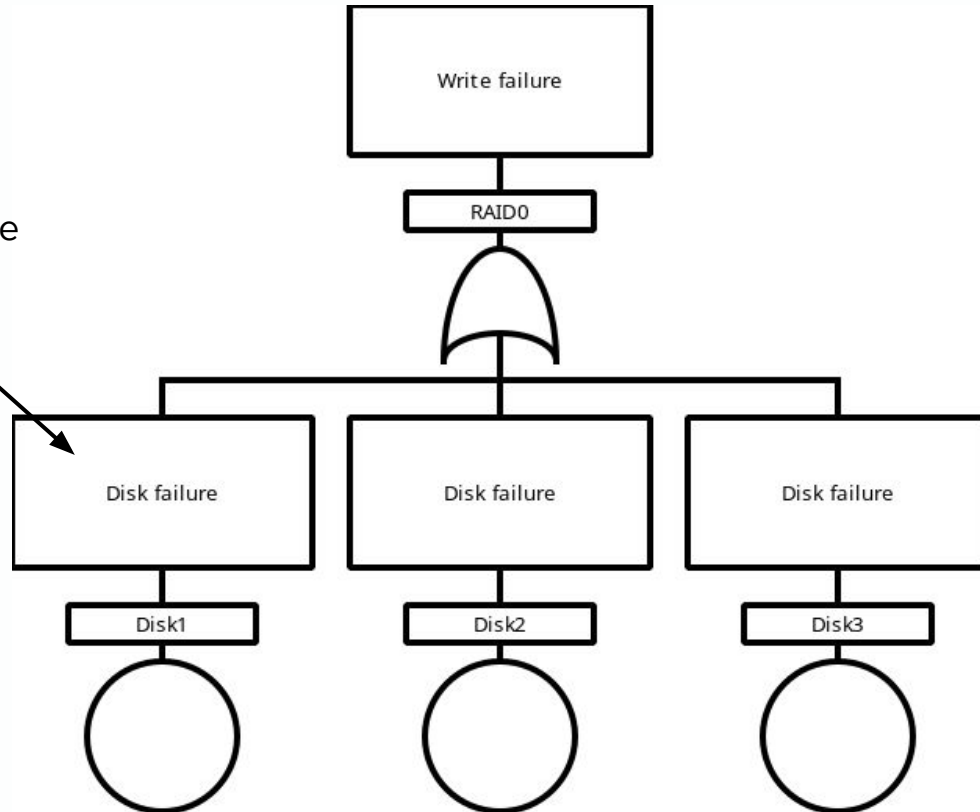 Write failure
RAID0
e
Disk failure
Disk failure
Disk failure
Disk1
Disk2
Disk3